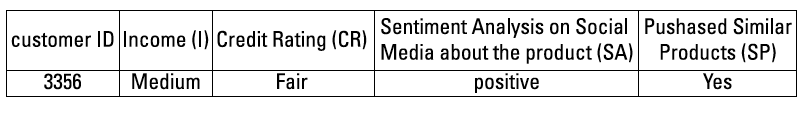 customer ID Income (I) Credit Rating (CR) Sentiment Analysis on Social Media about the product (SA) Pushased Similar Products (SP)
3356 Medium Fair positive Yes